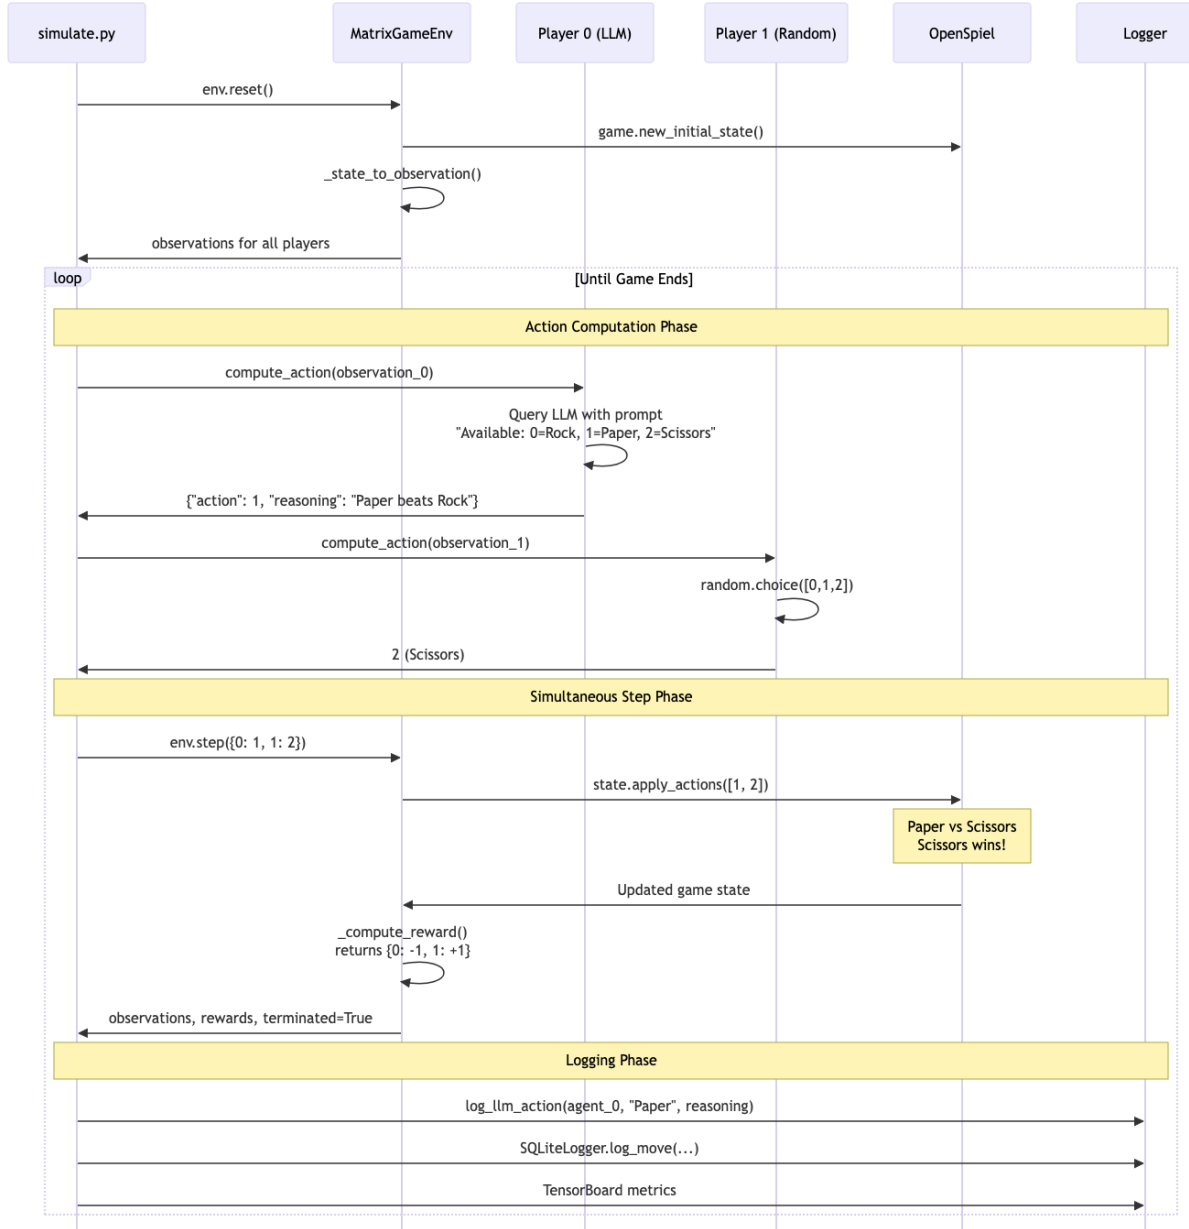 simulate.py
MatrixGameEnv
Player 0 (LLM)
Player 1 (Random)
OpenSpiel
Logger
env.reset()
game.new_initial_state()
_state_to_observation()
observations for all players
loop
[Until Game Ends]
Action Computation Phase
compute_action(observation_0)
Query LLM with prompt
"Available: 0=Rock, 1=Paper, 2=Scissors"
{"action": 1, "reasoning": "Paper beats Rock"}
compute_action(observation_1)
random.choice([0,1,2])
2 (Scissors)
Simultaneous Step Phase
env.step({0: 1, 1: 2})
state.apply_actions([1, 2])
Paper vs Scissors
Scissors wins!
Updated game state
_compute_reward()
returns {0: -1, 1: +1}
observations, rewards, terminated=True
Logging Phase
log_llm_action(agent_0, "Paper", reasoning)
SQLiteLogger.log_move(...)
TensorBoard metrics